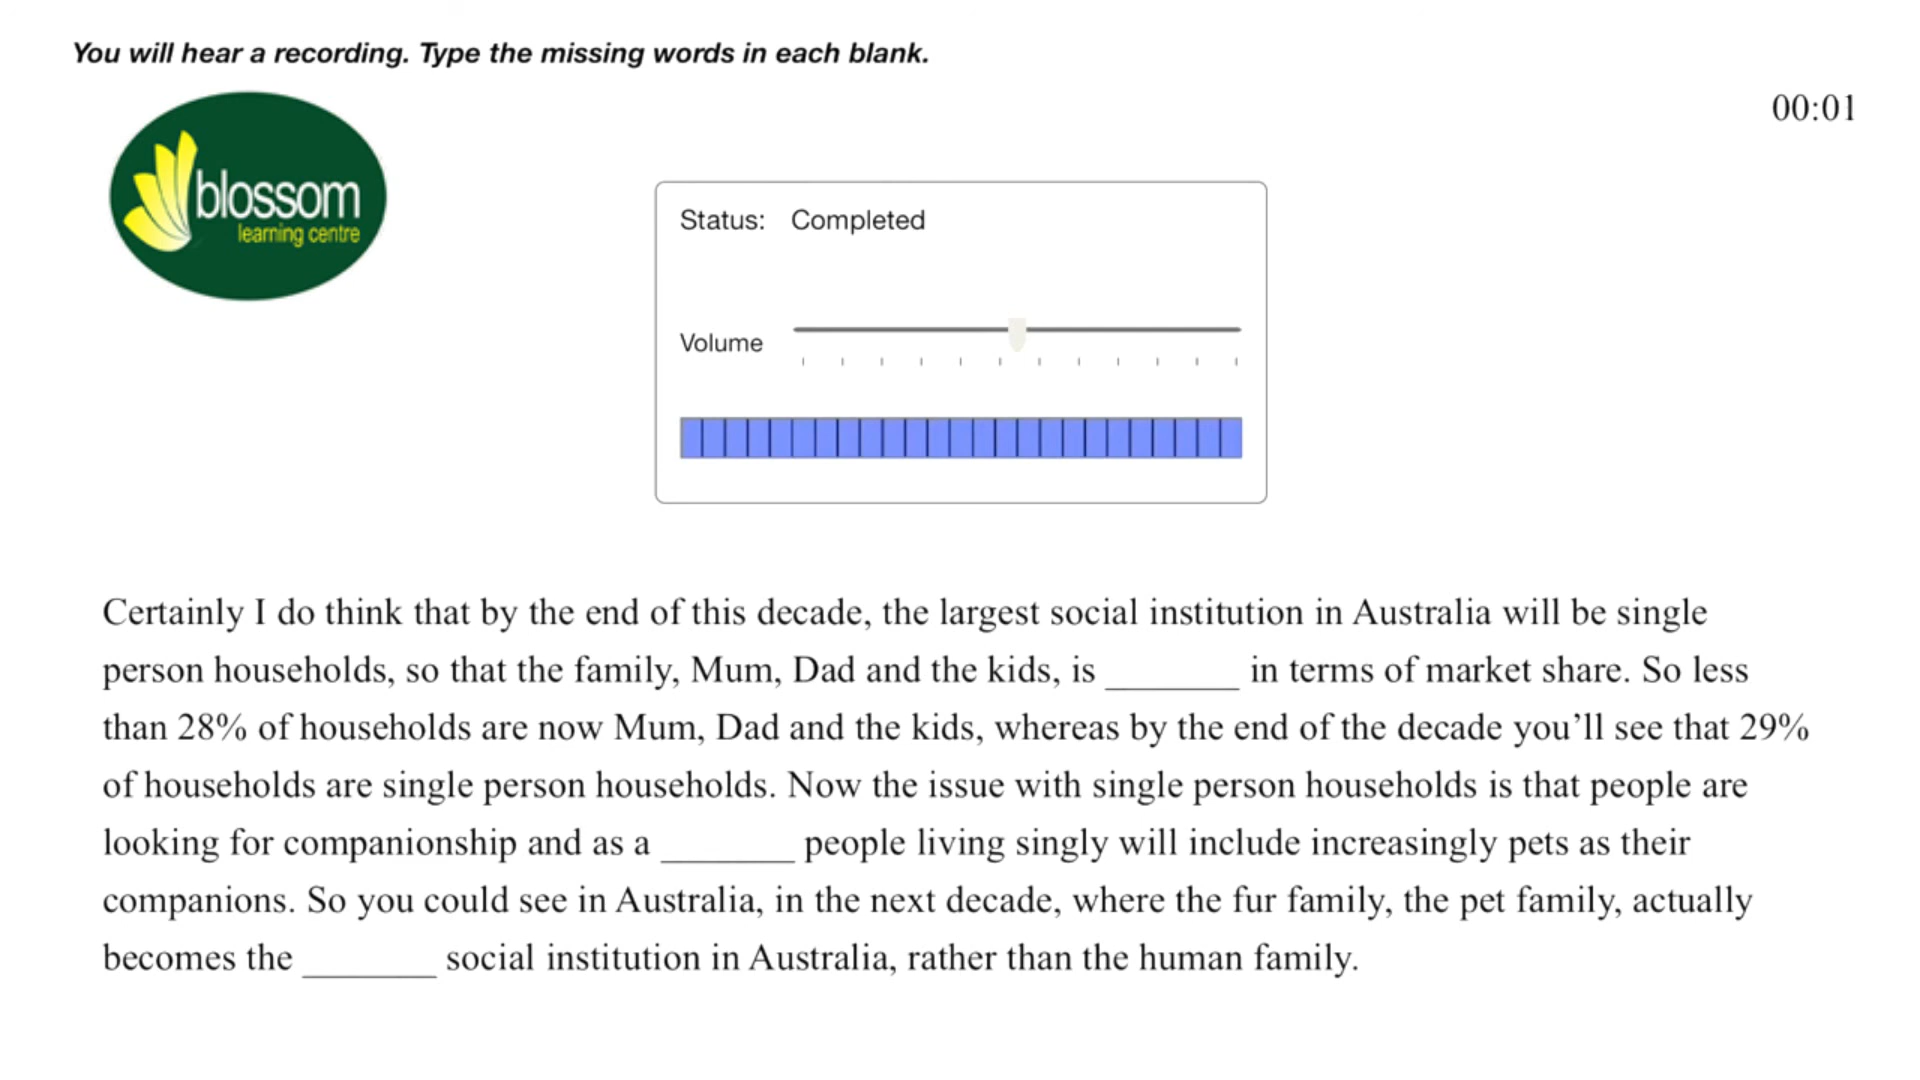 You will hear a recording. Type the missing words in each blank.
00:01
blossom
learning centre
Status: Completed
Volume
Certainly I do think that by the end of this decade, the largest social institution in Australia will be single
person households, so that the family, Mum, Dad and the kids, is _______ in terms of market share. So less
than 28% of households are now Mum, Dad and the kids, whereas by the end of the decade you’ll see that 29%
of households are single person households. Now the issue with single person households is that people are
looking for companionship and as a _______ people living singly will include increasingly pets as their
companions. So you could see in Australia, in the next decade, where the fur family, the pet family, actually
becomes the _______ social institution in Australia, rather than the human family.